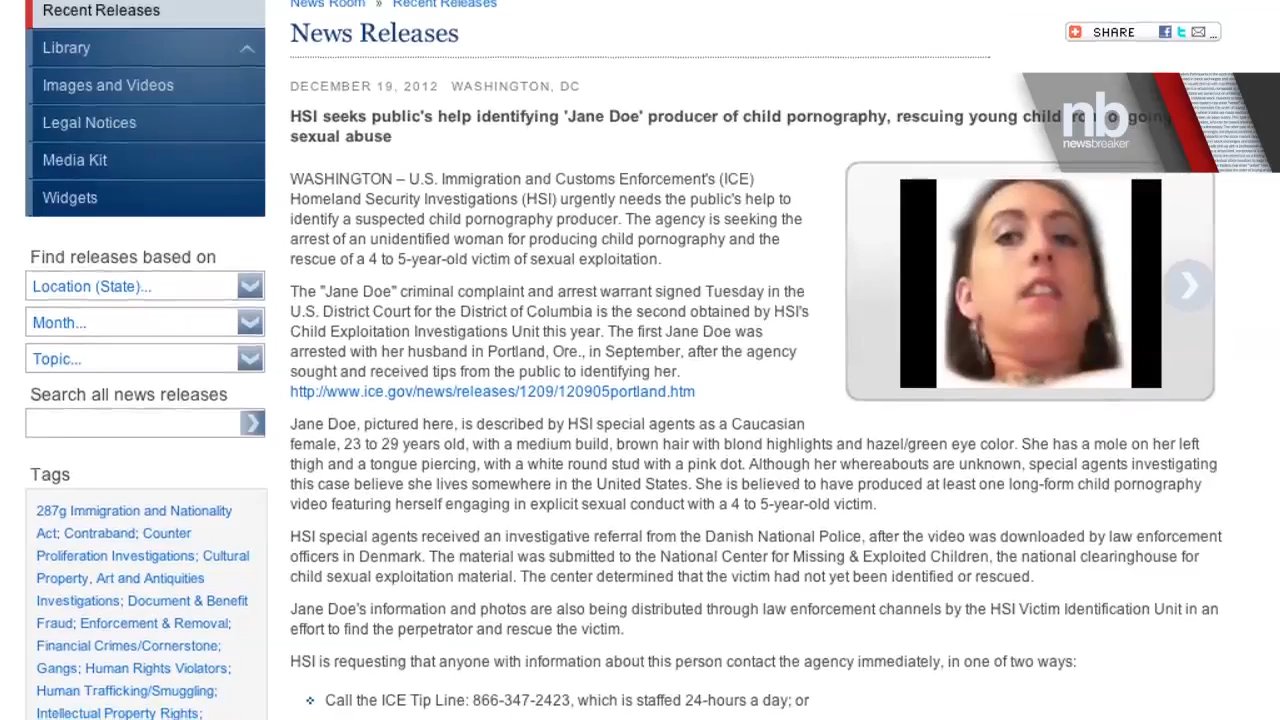 Recent Releases
Library
Images and Videos
Legal Notices
Media Kit
Widgets
Find releases based on
Location (State)...
Month...
Topic...
Search all news releases
Tags
287g Immigration and Nationality
Act; Contraband; Counter
Proliferation Investigations; Cultural
Property, Art and Antiquities
Investigations; Document & Benefit
Fraud; Enforcement & Removal;
Financial Crimes/Cornerstone;
Gangs; Human Rights Violators;
Human Trafficking/Smuggling;
Intellectual Property Rights;
News Room » Recent Releases
News Releases
SHARE
DECEMBER 19, 2012 WASHINGTON, DC
HSI seeks public's help identifying 'Jane Doe' producer of child pornography, rescuing young child from ongoing
sexual abuse
nb
newsbreaker
WASHINGTON – U.S. Immigration and Customs Enforcement's (ICE)
Homeland Security Investigations (HSI) urgently needs the public's help to
identify a suspected child pornography producer. The agency is seeking the
arrest of an unidentified woman for producing child pornography and the
rescue of a 4 to 5-year-old victim of sexual exploitation.
The "Jane Doe" criminal complaint and arrest warrant signed Tuesday in the
U.S. District Court for the District of Columbia is the second obtained by HSI's
Child Exploitation Investigations Unit this year. The first Jane Doe was
arrested with her husband in Portland, Ore., in September, after the agency
sought and received tips from the public to identifying her.
http://www.ice.gov/news/releases/1209/120905portland.htm
Jane Doe, pictured here, is described by HSI special agents as a Caucasian
female, 23 to 29 years old, with a medium build, brown hair with blond highlights and hazel/green eye color. She has a mole on her left
thigh and a tongue piercing, with a white round stud with a pink dot. Although her whereabouts are unknown, special agents investigating
this case believe she lives somewhere in the United States. She is believed to have produced at least one long-form child pornography
video featuring herself engaging in explicit sexual conduct with a 4 to 5-year-old victim.
HSI special agents received an investigative referral from the Danish National Police, after the video was downloaded by law enforcement
officers in Denmark. The material was submitted to the National Center for Missing & Exploited Children, the national clearinghouse for
child sexual exploitation material. The center determined that the victim had not yet been identified or rescued.
Jane Doe's information and photos are also being distributed through law enforcement channels by the HSI Victim Identification Unit in an
effort to find the perpetrator and rescue the victim.
HSI is requesting that anyone with information about this person contact the agency immediately, in one of two ways:
Call the ICE Tip Line: 866-347-2423, which is staffed 24-hours a day; or